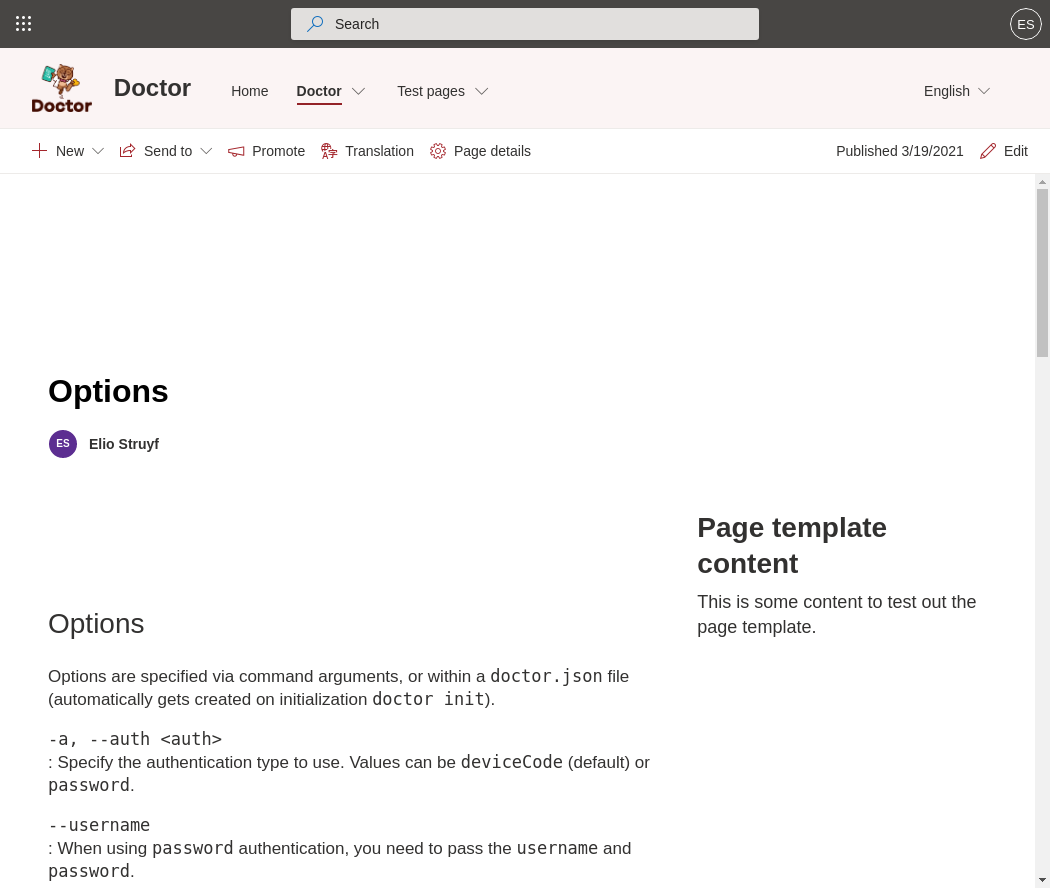 Search
ES
Doctor
Doctor
Home
Doctor
Test pages
English
New
Send to
Promote
Translation
Page details
Published 3/19/2021
Edit
Options
ES
Elio Struyf
Page template
content
This is some content to test out the
page template.
Options
Options are specified via command arguments, or within a doctor.json file
(automatically gets created on initialization doctor init).
-a, --auth <auth>
: Specify the authentication type to use. Values can be deviceCode (default) or
password.
--username
: When using password authentication, you need to pass the username and
password.